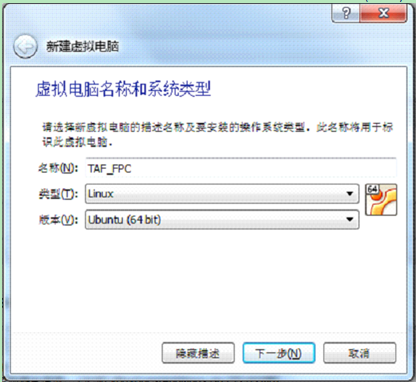 ?
新建虚拟电脑
虚拟电脑名称和系统类型
请选择新虚拟电脑的描述名称及要安装的操作系统类型。此名称将用于标
识此虚拟电脑.
名称(N): TAF_FPC
类型(T): Linux
64
版本(V): Ubuntu (64 bit)
隐藏描述 下一步(N) 取消